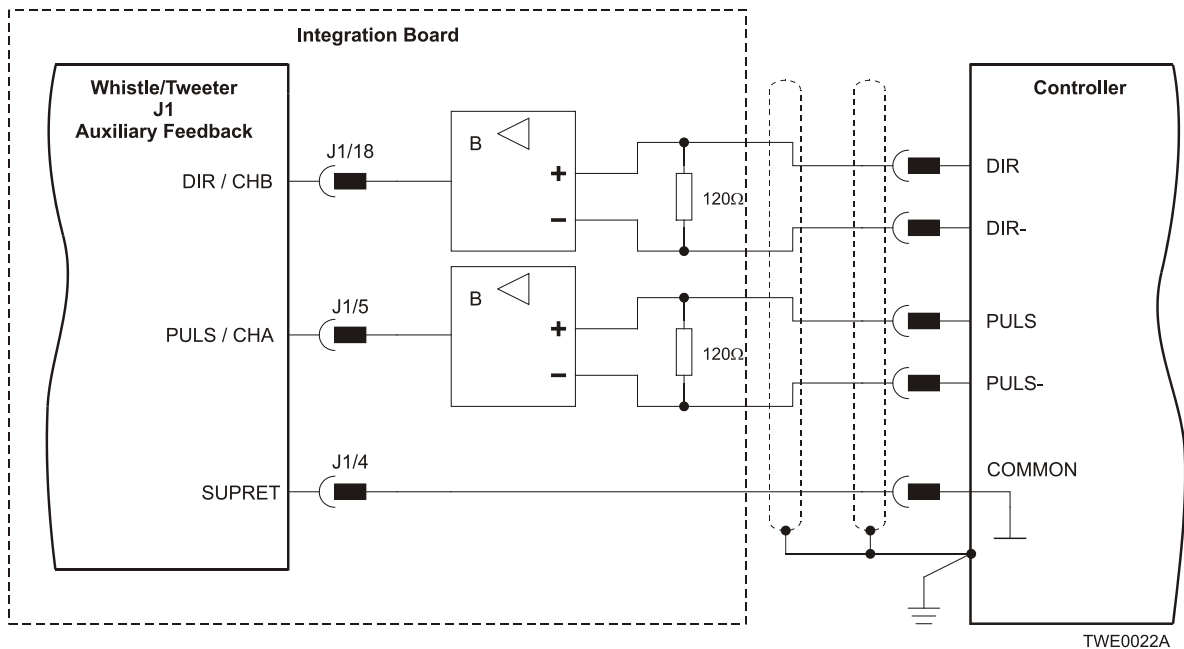 Integration Board
Whistle/Tweeter
J1
Auxiliary Feedback
Controller
J1/18
DIR / CHB
B
+
−
120Ω
DIR
DIR-
J1/5
PULS / CHA
B
+
−
120Ω
PULS
PULS-
J1/4
SUPRET
COMMON
TWE0022A